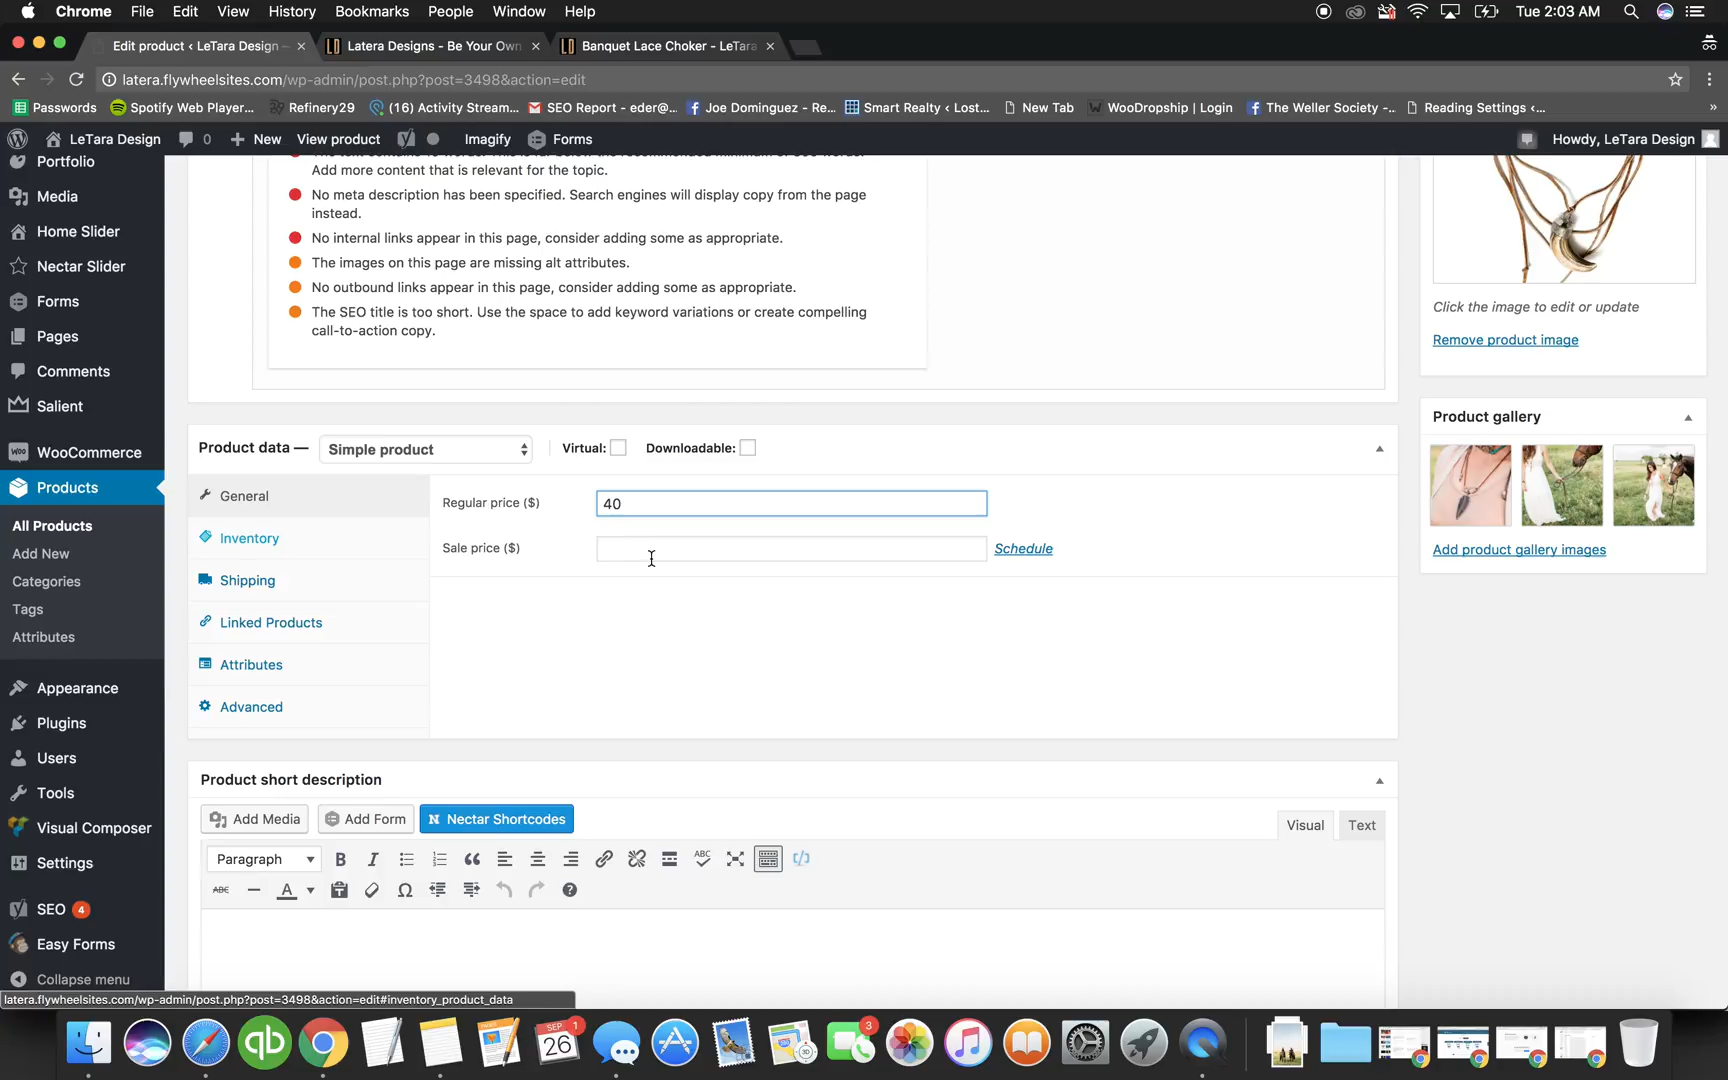 Chrome File Edit View History Bookmarks People Window Help Tue 2:03 AM
Edit product ‹ LeTara Design – Latera Designs - Be Your Own Banquet Lace Choker - LeTara
latera.flywheelsites.com/wp-admin/post.php?post=3498&action=edit
Passwords Spotify Web Player... Refinery29 (16) Activity Stream... SEO Report - eder@... Joe Dominguez - Re... Smart Realty ‹ Lost... New Tab WooDropship | Login The Weller Society -... Reading Settings ‹... »
LeTara Design 0 New View product Imagify Forms Howdy, LeTara Design
Portfolio
Media
Home Slider
Nectar Slider
Forms
Pages
Comments
Salient
WooCommerce
Products
All Products
Add New
Categories
Tags
Attributes
Appearance
Plugins
Users
Tools
Visual Composer
Settings
SEO 4
Easy Forms
Collapse menu
Add more content that is relevant for the topic.
No meta description has been specified. Search engines will display copy from the page
instead.
No internal links appear in this page, consider adding some as appropriate.
The images on this page are missing alt attributes.
No outbound links appear in this page, consider adding some as appropriate.
The SEO title is too short. Use the space to add keyword variations or create compelling
call-to-action copy.
Product data — Simple product Virtual: Downloadable:
General
Inventory
Shipping
Linked Products
Attributes
Advanced
Regular price ($) 40
Sale price ($) Schedule
Product short description
Add Media Add Form N Nectar Shortcodes Visual Text
Paragraph B I ABC
ABC A Ω
Click the image to edit or update
Remove product image
Product gallery
Add product gallery images
latera.flywheelsites.com/wp-admin/post.php?post=3498&action=edit#inventory_product_data
SEP 1
26
3